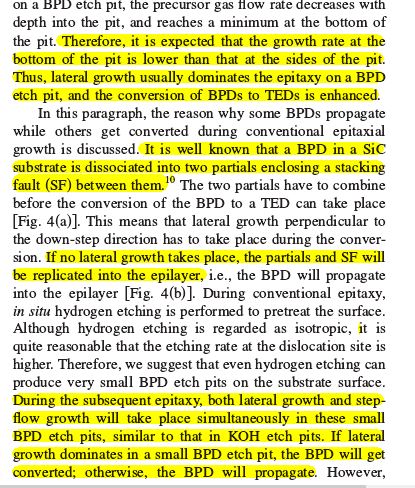 on a BPD etch pit, the precursor gas flow rate decreases with
depth into the pit, and reaches a minimum at the bottom of
the pit. Therefore, it is expected that the growth rate at the
bottom of the pit is lower than that at the sides of the pit.
Thus, lateral growth usually dominates the epitaxy on a BPD
etch pit, and the conversion of BPDs to TEDs is enhanced.
In this paragraph, the reason why some BPDs propagate
while others get converted during conventional epitaxial
growth is discussed. It is well known that a BPD in a SiC
substrate is dissociated into two partials enclosing a stacking
fault (SF) between them.10 The two partials have to combine
before the conversion of the BPD to a TED can take place
[Fig. 4(a)]. This means that lateral growth perpendicular to
the down-step direction has to take place during the conver-
sion. If no lateral growth takes place, the partials and SF will
be replicated into the epilayer, i.e., the BPD will propagate
into the epilayer [Fig. 4(b)]. During conventional epitaxy,
in situ hydrogen etching is performed to pretreat the surface.
Although hydrogen etching is regarded as isotropic, it is
quite reasonable that the etching rate at the dislocation site is
higher. Therefore, we suggest that even hydrogen etching can
produce very small BPD etch pits on the substrate surface.
During the subsequent epitaxy, both lateral growth and step-
flow growth will take place simultaneously in these small
BPD etch pits, similar to that in KOH etch pits. If lateral
growth dominates in a small BPD etch pit, the BPD will get
converted; otherwise, the BPD will propagate. However,